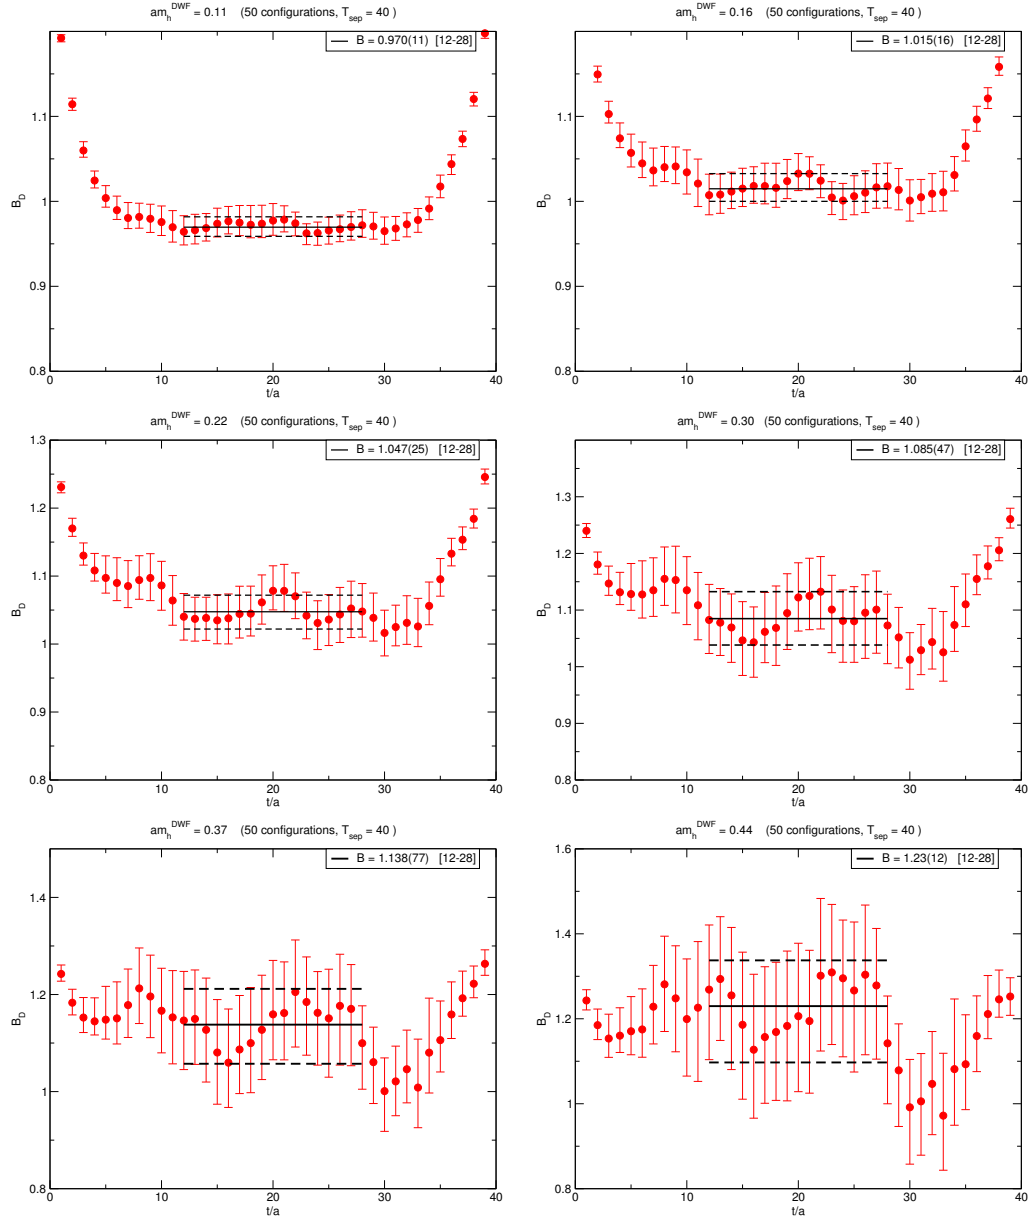 am_h^DWF = 0.11 (50 configurations, T_sep = 40 )
B = 0.970(11) [12-28]
1.1
1
0.9
0.8
B_D
0 10 20 30 40
t/a
am_h^DWF = 0.16 (50 configurations, T_sep = 40 )
B = 1.015(16) [12-28]
1.1
1
0.9
0.8
B_D
0 10 20 30 40
t/a
am_h^DWF = 0.22 (50 configurations, T_sep = 40 )
B = 1.047(25) [12-28]
1.3
1.2
1.1
1
0.9
0.8
B_D
0 10 20 30 40
t/a
am_h^DWF = 0.30 (50 configurations, T_sep = 40 )
B = 1.085(47) [12-28]
1.3
1.2
1.1
1
0.9
0.8
B_D
0 10 20 30 40
t/a
am_h^DWF = 0.37 (50 configurations, T_sep = 40 )
B = 1.138(77) [12-28]
1.4
1.2
1
0.8
B_D
0 10 20 30 40
t/a
am_h^DWF = 0.44 (50 configurations, T_sep = 40 )
B = 1.23(12) [12-28]
1.6
1.4
1.2
1
0.8
B_D
0 10 20 30 40
t/a